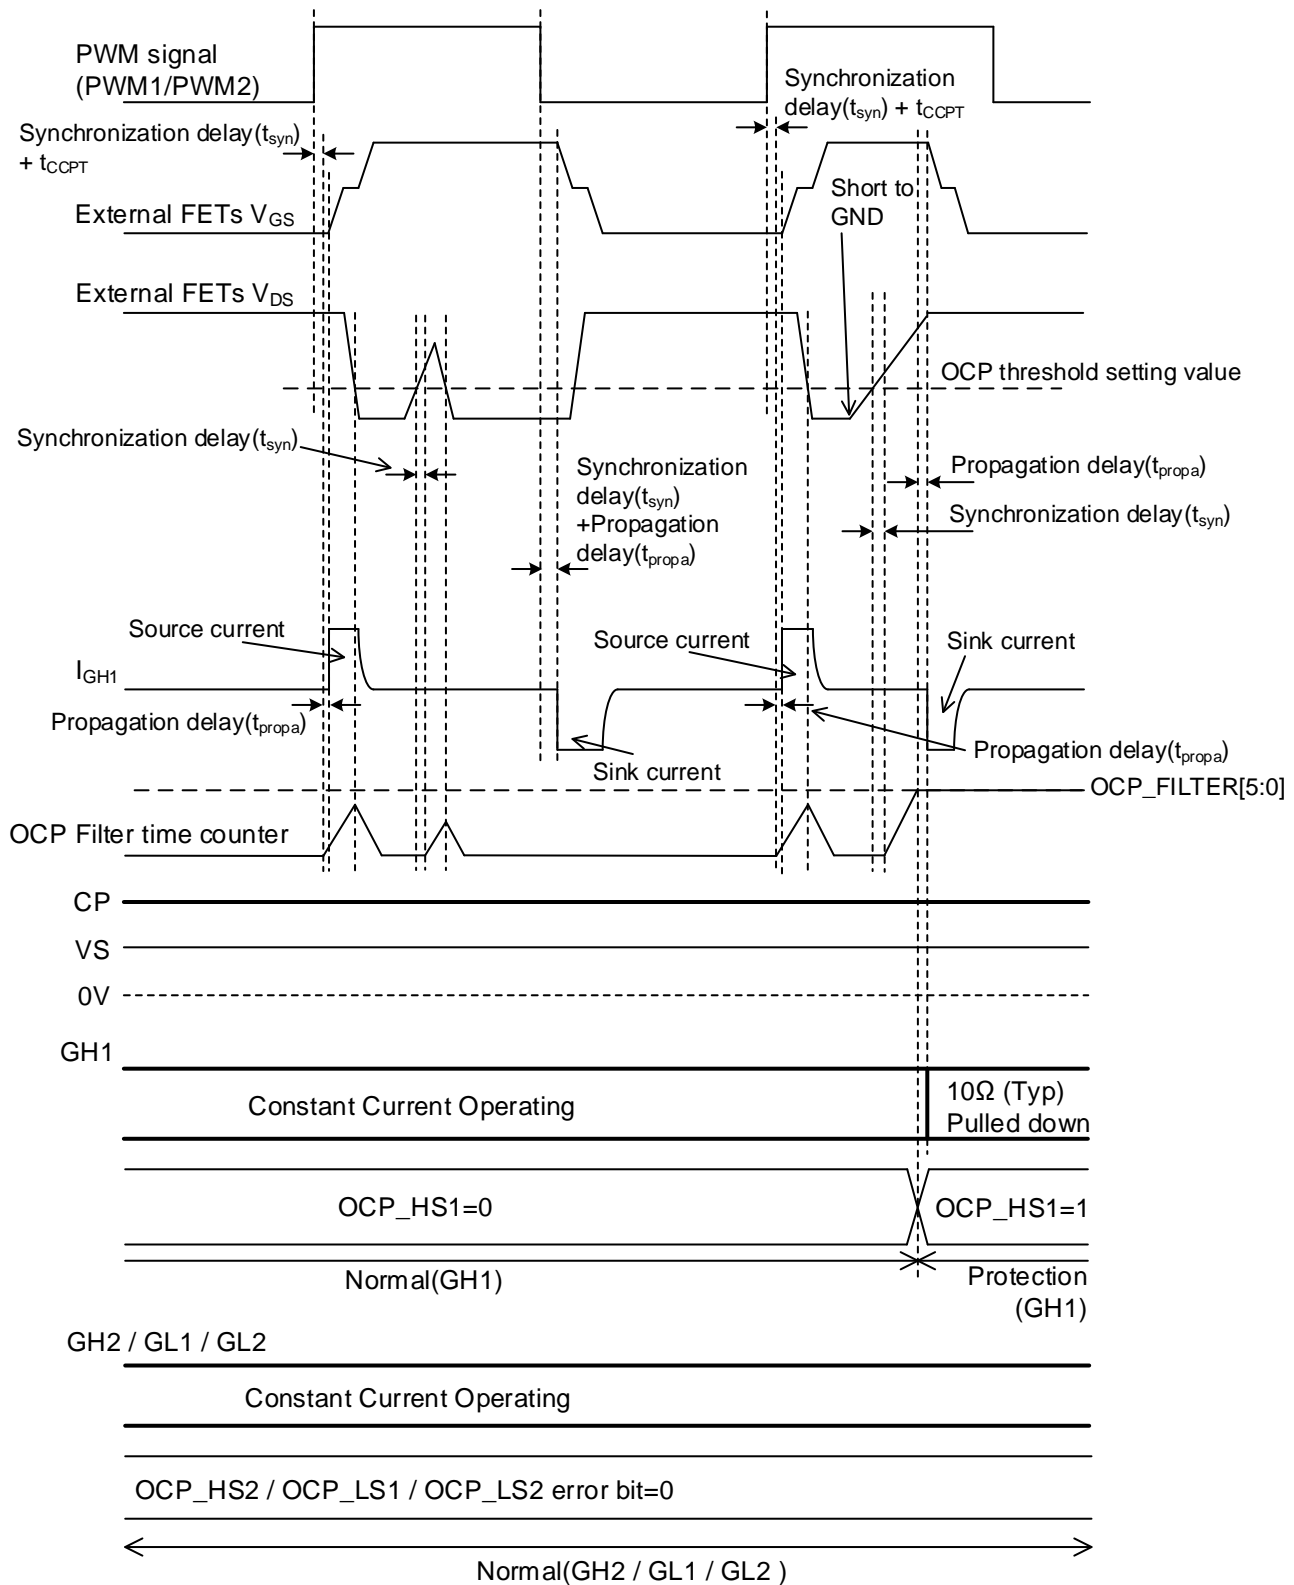 PWM signal
(PWM1/PWM2)
Synchronization
delay(tsyn) + tCCPT
Synchronization delay(tsyn)
+ tCCPT
Short to
GND
External FETs VGS
External FETs VDS
OCP threshold setting value
Synchronization delay(tsyn)
Synchronization
delay(tsyn)
+Propagation
delay(tpropa)
Propagation delay(tpropa)
Synchronization delay(tsyn)
Source current
Source current
Sink current
IGH1
Propagation delay(tpropa)
Propagation delay(tpropa)
Sink current
OCP_FILTER[5:0]
OCP Filter time counter
CP
VS
0V
GH1
Constant Current Operating
10Ω (Typ)
Pulled down
OCP_HS1=0
OCP_HS1=1
Normal(GH1)
Protection
(GH1)
GH2 / GL1 / GL2
Constant Current Operating
OCP_HS2 / OCP_LS1 / OCP_LS2 error bit=0
Normal(GH2 / GL1 / GL2 )